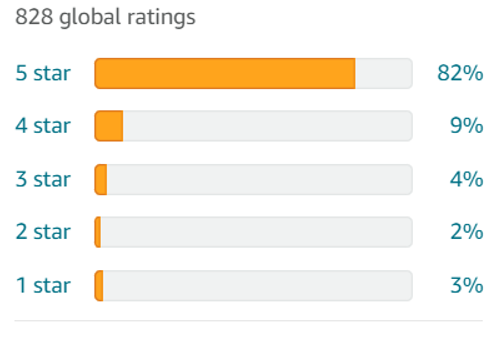 828 global ratings
5 star 82%
4 star 9%
3 star 4%
2 star 2%
1 star 3%